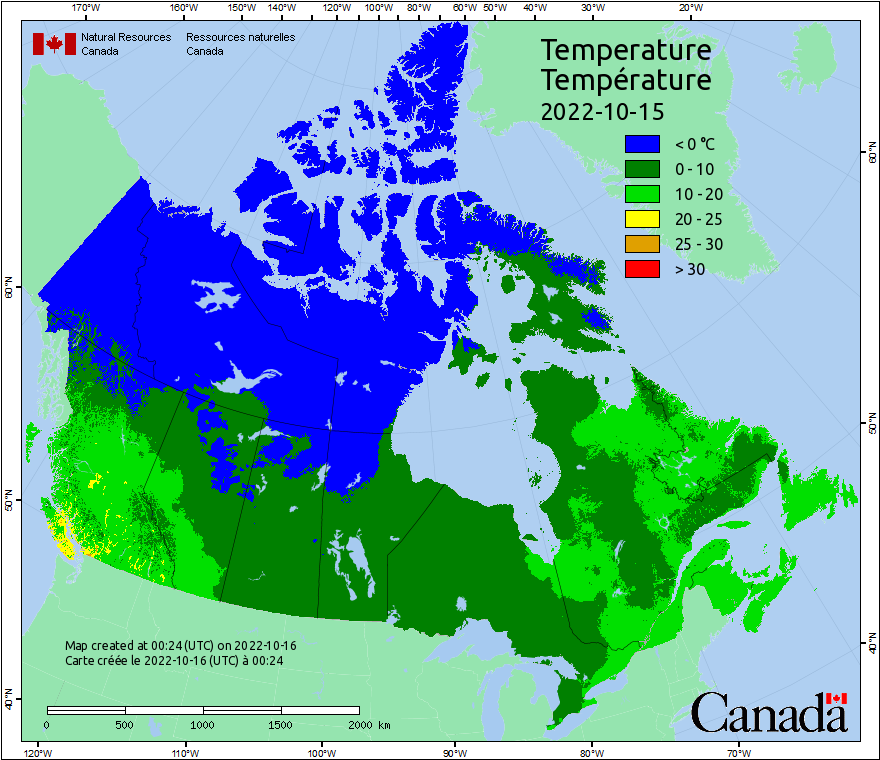 170°W 160°W 150°W 140°W 120°W 100°W 80°W 60°W 50°W 40°W 30°W 20°W
Natural Resources Ressources naturelles
Canada Canada
Temperature
Température
2022-10-15
< 0 °C
0 - 10
10 - 20
20 - 25
25 - 30
> 30
60°N
60°N
50°N
50°N
40°N
40°N
Map created at 00:24 (UTC) on 2022-10-16
Carte créée le 2022-10-16 (UTC) à 00:24
0 500 1000 1500 2000 km
Canada
120°W 110°W 100°W 90°W 80°W 70°W